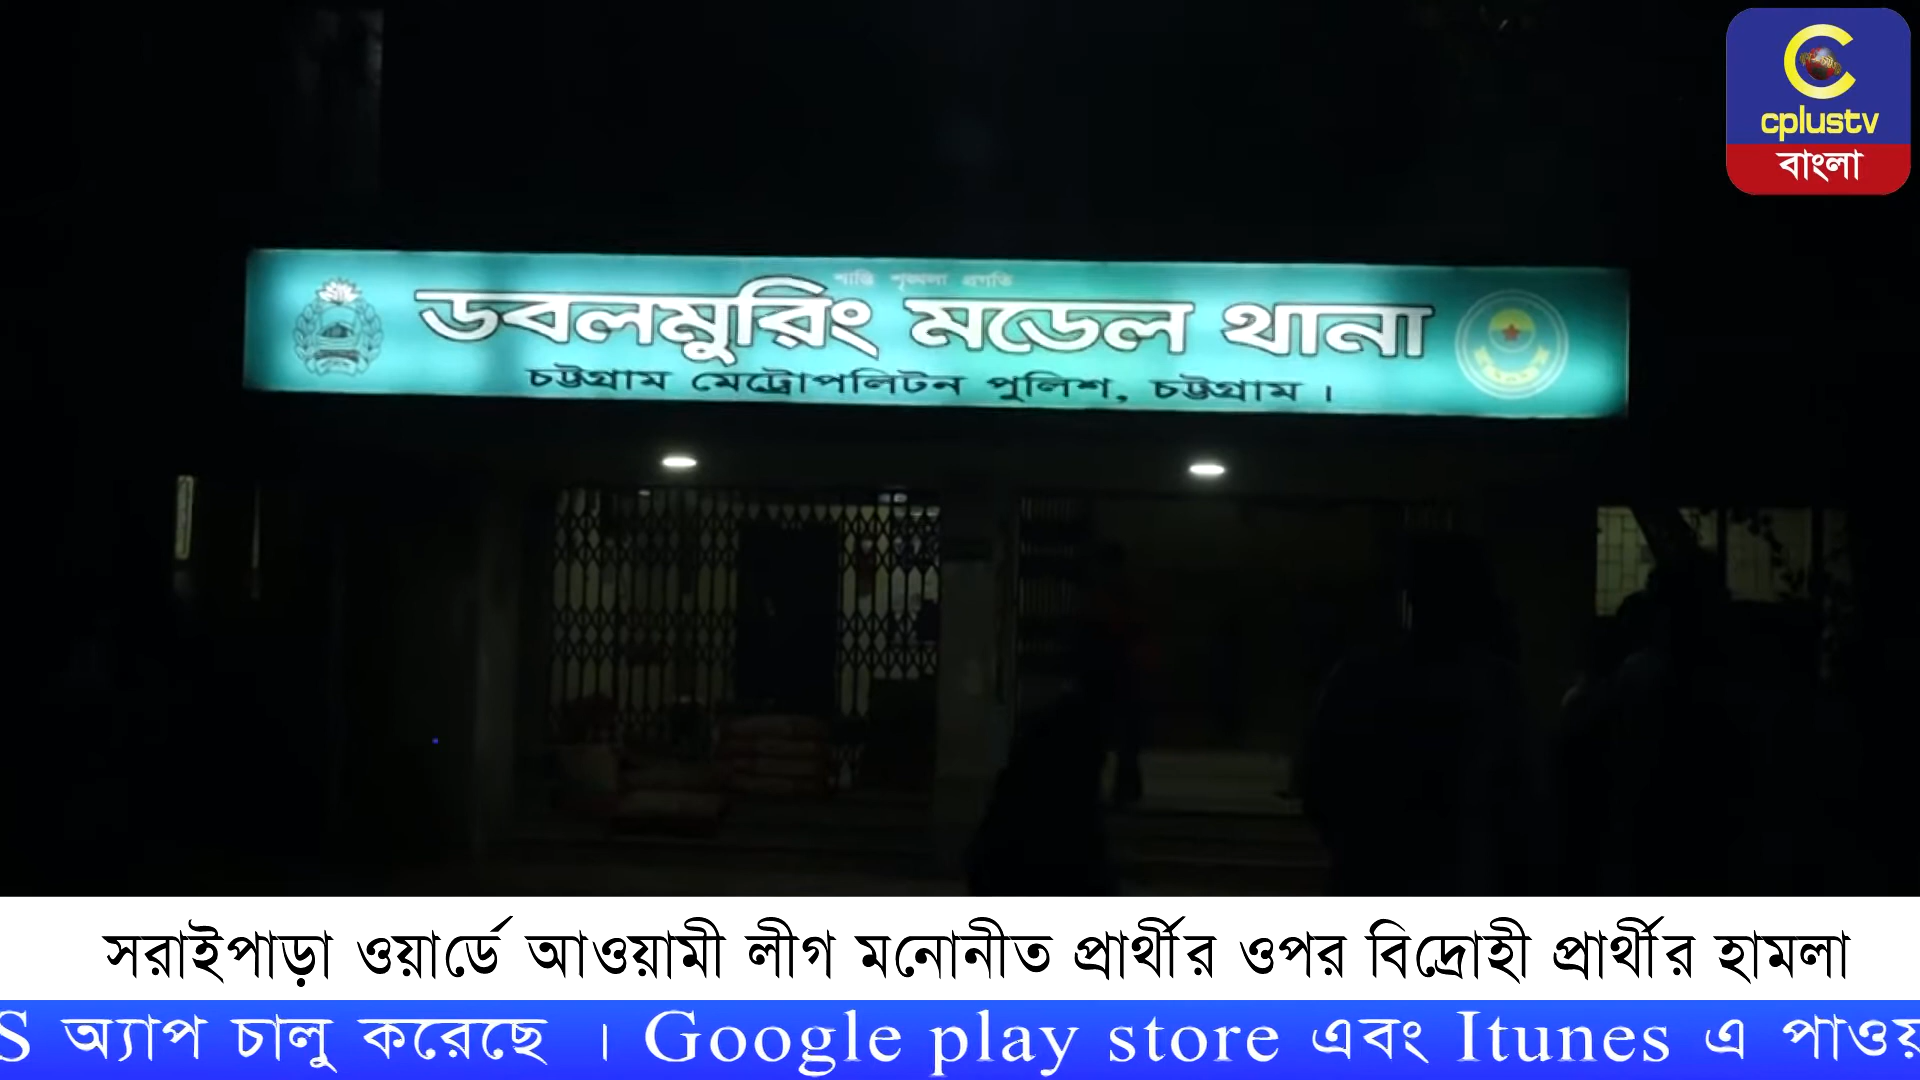 cplustv
বাংলা
শান্তি শৃঙ্খলা প্রগতি
ডবলমুরিং মডেল থানা
চট্টগ্রাম মেট্রোপলিটন পুলিশ, চট্টগ্রাম।
সরাইপাড়া ওয়ার্ডে আওয়ামী লীগ মনোনীত প্রার্থীর ওপর বিদ্রোহী প্রার্থীর হামলা
S অ্যাপ চালু করেছে । Google play store এবং Itunes এ পাওয়